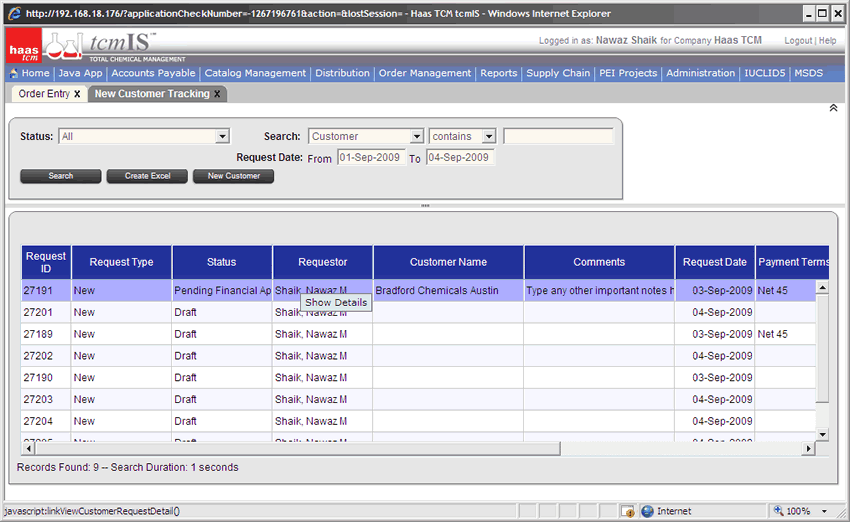 http://192.168.18.176/?applicationCheckNumber=-1267196761&action=&lostSession= - Haas TCM tcmIS - Windows Internet Explorer
haas tcm
tcmIS™
TOTAL CHEMICAL MANAGEMENT
Logged in as: Nawaz Shaik for Company Haas TCM Logout | Help
Home | Java App | Accounts Payable | Catalog Management | Distribution | Order Management | Reports | Supply Chain | PEI Projects | Administration | IUCLID5 | MSDS
Order Entry x New Customer Tracking x
Status: All Search: Customer contains
Request Date: From 01-Sep-2009 To 04-Sep-2009
Search Create Excel New Customer
Request ID Request Type Status Requestor Customer Name Comments Request Date Payment Terms
27191 New Pending Financial Ap Shaik, Nawaz M Bradford Chemicals Austin Type any other important notes h 03-Sep-2009 Net 45
Show Details
27201 New Draft Shaik, Nawaz M 04-Sep-2009
27189 New Draft Shaik, Nawaz M 03-Sep-2009 Net 45
27202 New Draft Shaik, Nawaz M 04-Sep-2009
27190 New Draft Shaik, Nawaz M 03-Sep-2009
27203 New Draft Shaik, Nawaz M 04-Sep-2009
27204 New Draft Shaik, Nawaz M 04-Sep-2009
27205 New Draft Shaik, Nawaz M 04-Sep-2009
Records Found: 9 -- Search Duration: 1 seconds
javascript:linkViewCustomerRequestDetail() Internet 100%